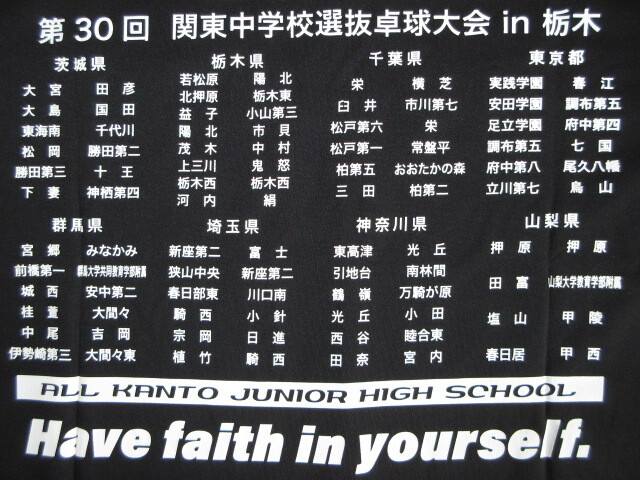 第30回 関東中学校選抜卓球大会 in 栃木
茨城県 栃木県 千葉県 東京都
大宮 田彦 若松原 陽北 栄 横芝 実践学園 春江
大島 国田 北押原 栃木東 臼井 市川第七 安田学園 調布第五
東海南 千代川 益子 小山第三 松戸第六 栄 足立学園 府中第四
松岡 勝田第二 陽北 市貝 松戸第一 常盤平 調布第五 七国
勝田第三 十王 茂木 中村 柏第五 おおたかの森 府中第八 尾久八幡
下妻 神栖第四 上三川 鬼怒 三田 柏第二 立川第七 烏山
栃木西 栃木西
河内 絹
群馬県 埼玉県 神奈川県 山梨県
宮郷 みなかみ 新座第二 富士 東高津 光丘 押原 押原
前橋第一 群馬大学共同教育学部附属 狭山中央 新座第二 引地台 南林間 田富 山梨大学教育学部附属
城西 安中第二 春日部東 川口南 鶴嶺 万騎が原 塩山 甲陵
桂萱 大間々 騎西 小針 光丘 小田 春日居 甲西
中尾 吉岡 宗岡 日進 西谷 睦合東
伊勢崎第三 大間々東 植竹 騎西 田奈 宮内
ALL KANTO JUNIOR HIGH SCHOOL
Have faith in yourself.